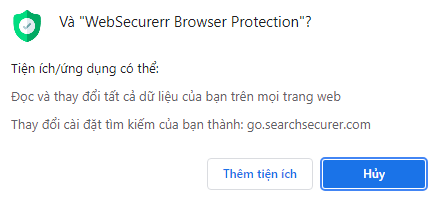 Và "WebSecurerr Browser Protection"?
Tiện ích/ứng dụng có thể:
Đọc và thay đổi tất cả dữ liệu của bạn trên mọi trang web
Thay đổi cài đặt tìm kiếm của bạn thành: go.searchsecurer.com
Thêm tiện ích
Hủy